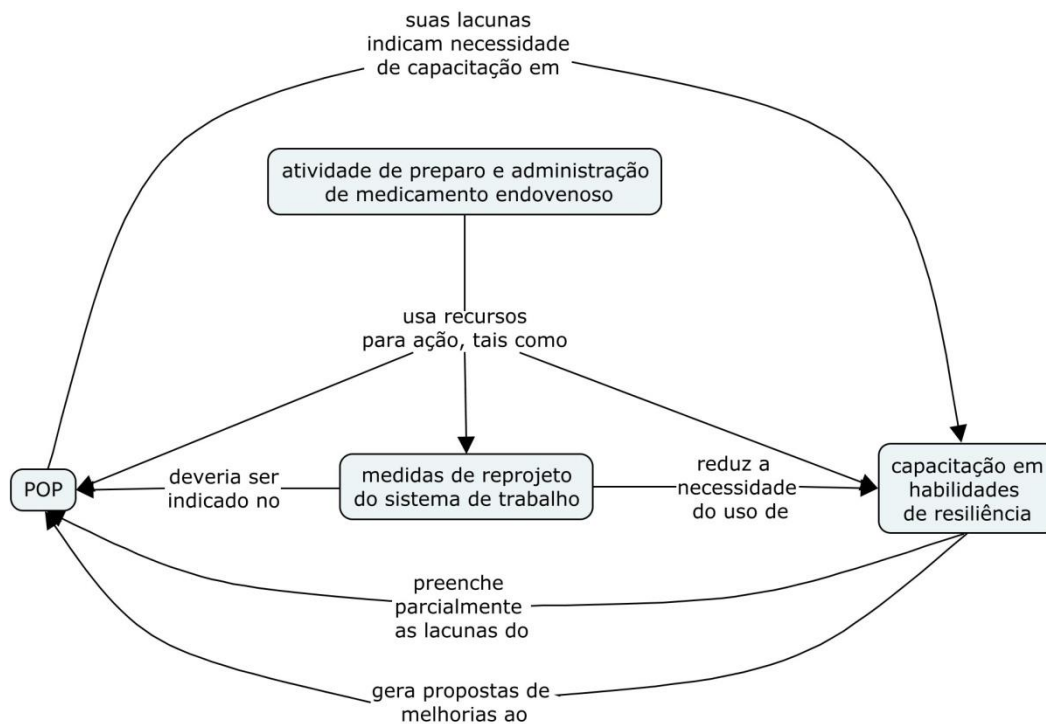 suas lacunas
indicam necessidade
de capacitação em
atividade de preparo e administração
de medicamento endovenoso
usa recursos
para ação, tais como
POP
deveria ser
indicado no
medidas de reprojeto
do sistema de trabalho
reduz a
necessidade
do uso de
capacitação em
habilidades
de resiliência
preenche
parcialmente
as lacunas do
gera propostas de
melhorias ao